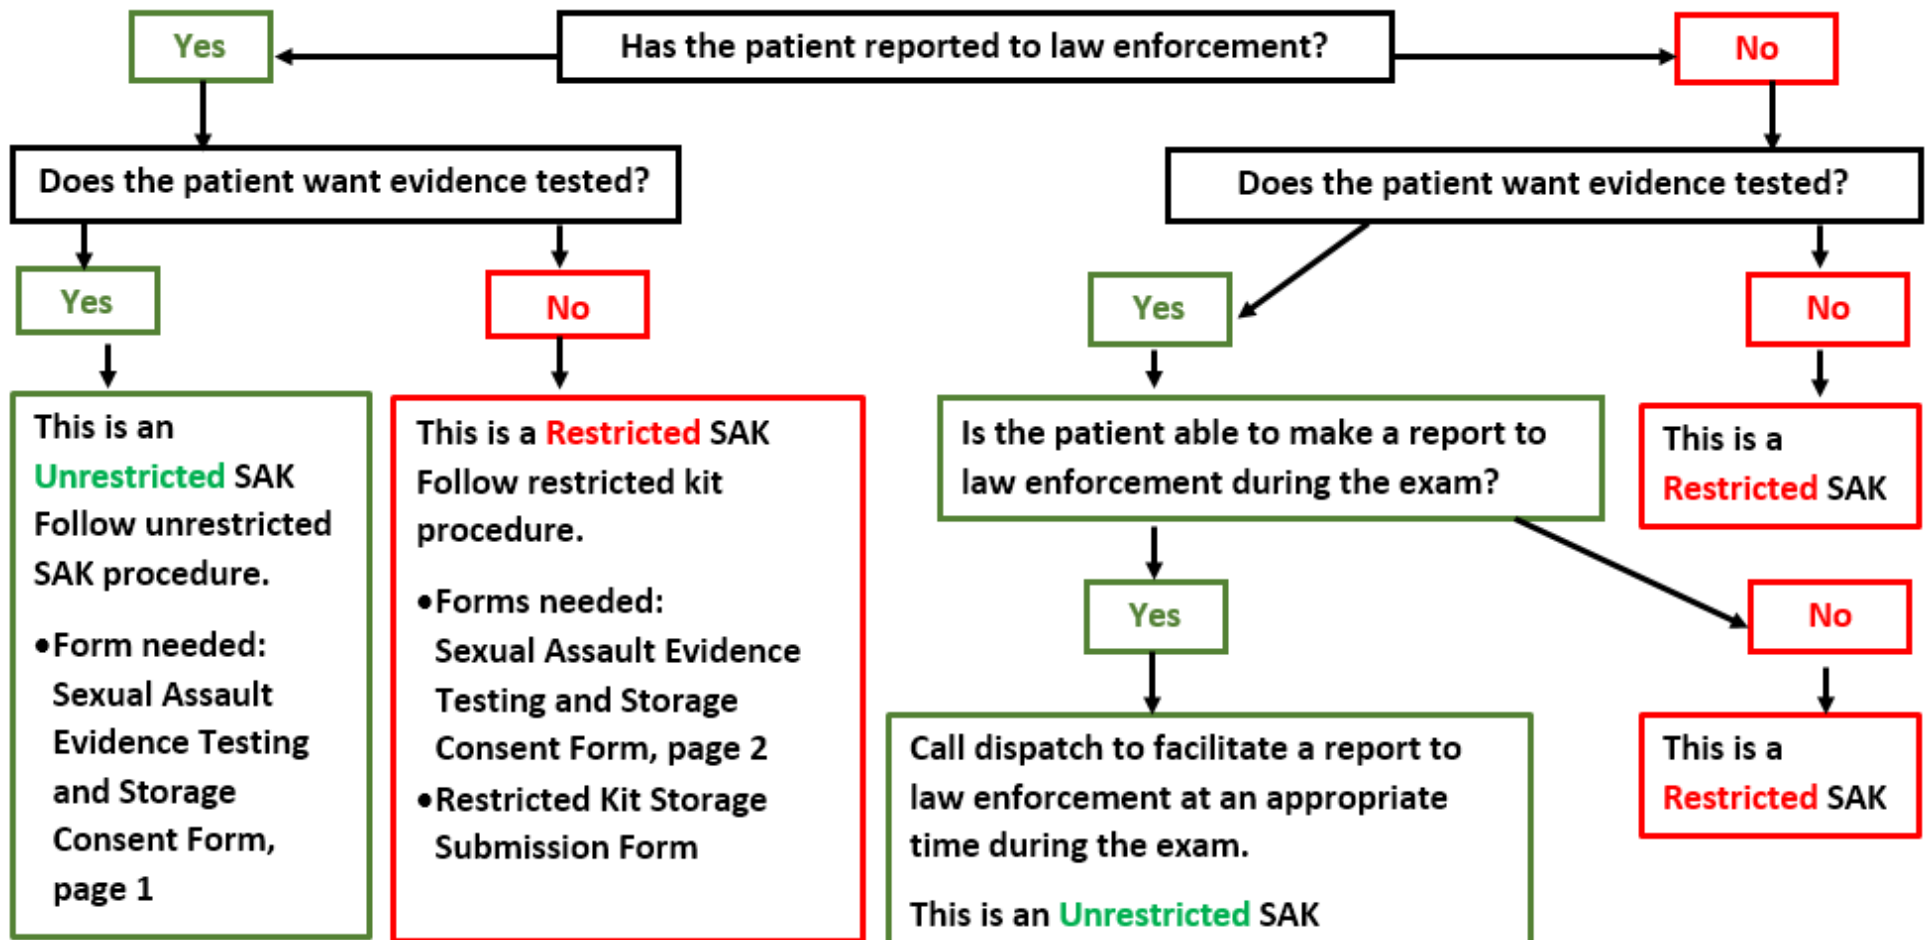 Yes
Has the patient reported to law enforcement?
No
Does the patient want evidence tested?
Does the patient want evidence tested?
Yes
No
Yes
No
This is an
Unrestricted SAK
Follow unrestricted
SAK procedure.
•Form needed:
Sexual Assault
Evidence Testing
and Storage
Consent Form,
page 1
This is a Restricted SAK
Follow restricted kit
procedure.
•Forms needed:
Sexual Assault Evidence
Testing and Storage
Consent Form, page 2
•Restricted Kit Storage
Submission Form
Is the patient able to make a report to
law enforcement during the exam?
This is a
Restricted SAK
Yes
No
Call dispatch to facilitate a report to
law enforcement at an appropriate
time during the exam.
This is an Unrestricted SAK
This is a
Restricted SAK